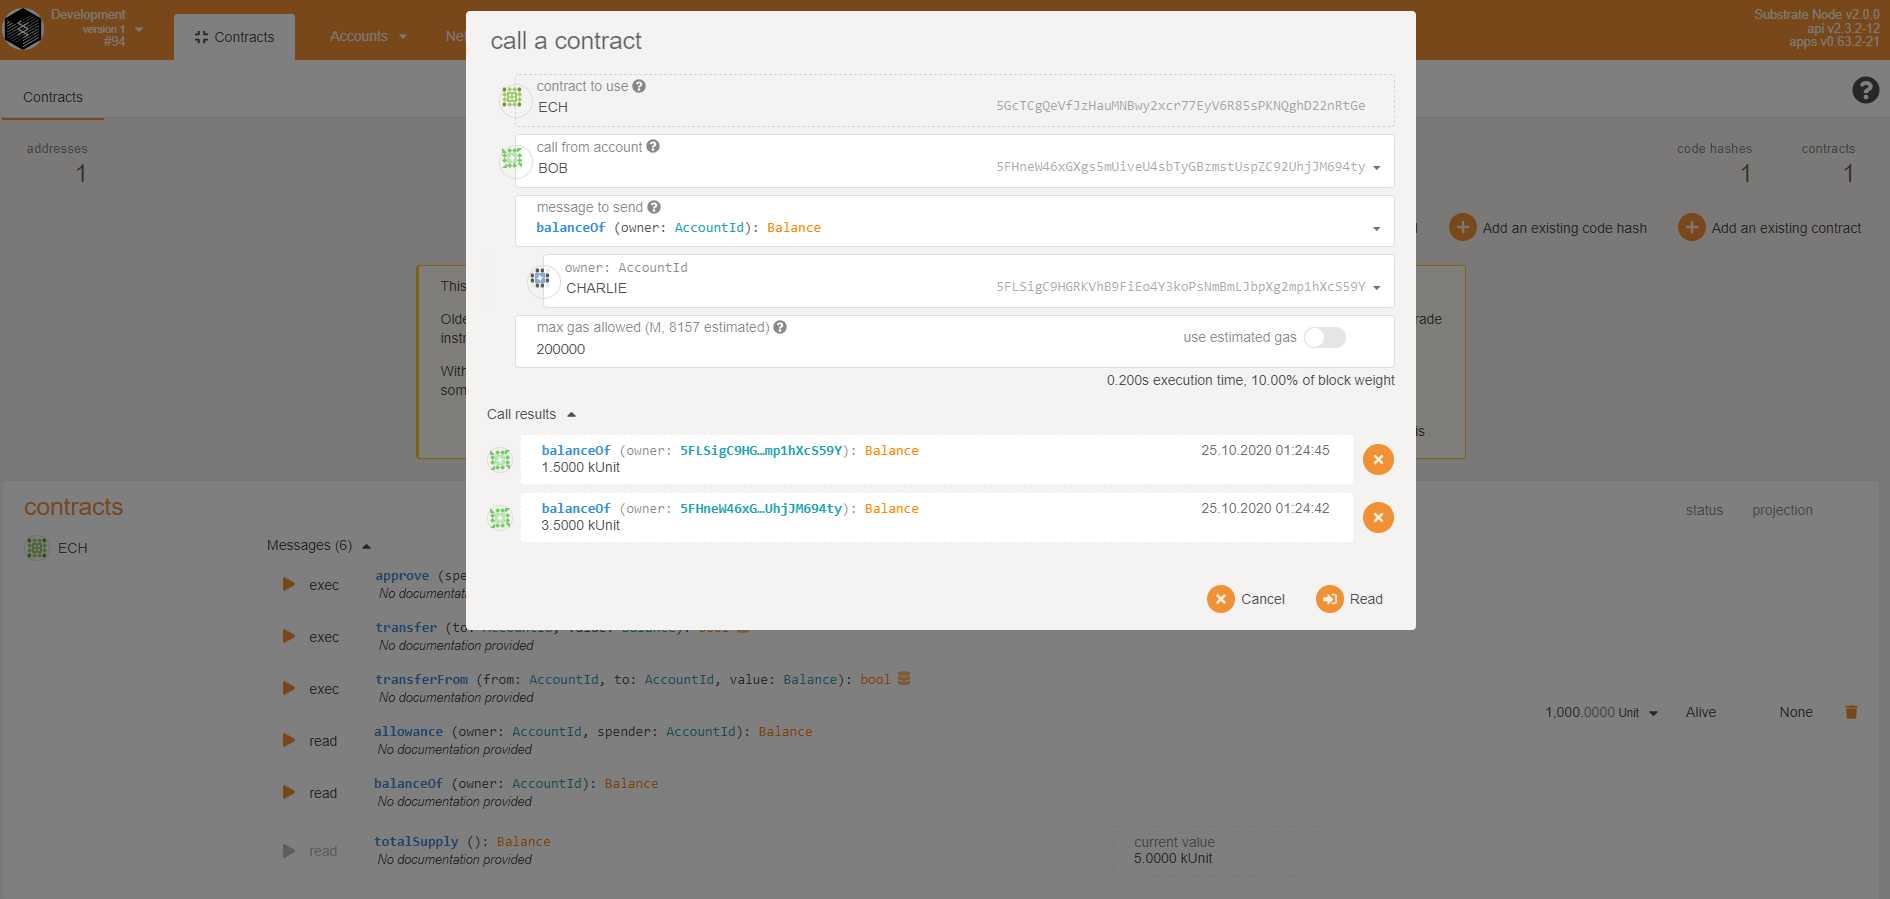 Development
version 1
#94
Contracts
Accounts
Net
Substrate Node v2.0.0
api v2.3.2-12
apps v0.63.2-21
Contracts
addresses
1
code hashes
1
contracts
1
Add an existing code hash
Add an existing contract
This
Olde
instr
With
som
rade
is
call a contract
contract to use
ECH
5GcTCgQeVfJzHauMNBwy2xcr77EyV6R85sPKNQghD22nRtGe
call from account
BOB
5FHneW46xGXgs5mUiveU4sbTyGBzmstUspZC92UhjJM694ty
message to send
balanceOf (owner: AccountId): Balance
owner: AccountId
CHARLIE
5FLSigC9HGRKVhB9FiEo4Y3koPsNmBmLJbpXg2mp1hXcS59Y
max gas allowed (M, 8157 estimated)
200000
use estimated gas
0.200s execution time, 10.00% of block weight
Call results
balanceOf (owner: 5FLSigC9HG…mp1hXcS59Y): Balance
25.10.2020 01:24:45
1.5000 kUnit
balanceOf (owner: 5FHneW46xG…UhjJM694ty): Balance
25.10.2020 01:24:42
3.5000 kUnit
Cancel
Read
contracts
status
projection
ECH
Messages (6)
exec
approve (spe
No documentat
exec
transfer (to: AccountId, value: Balance): bool
No documentation provided
exec
transferFrom (from: AccountId, to: AccountId, value: Balance): bool
No documentation provided
1,000.0000 Unit
Alive
None
read
allowance (owner: AccountId, spender: AccountId): Balance
No documentation provided
read
balanceOf (owner: AccountId): Balance
No documentation provided
read
totalSupply (): Balance
No documentation provided
current value
5.0000 kUnit